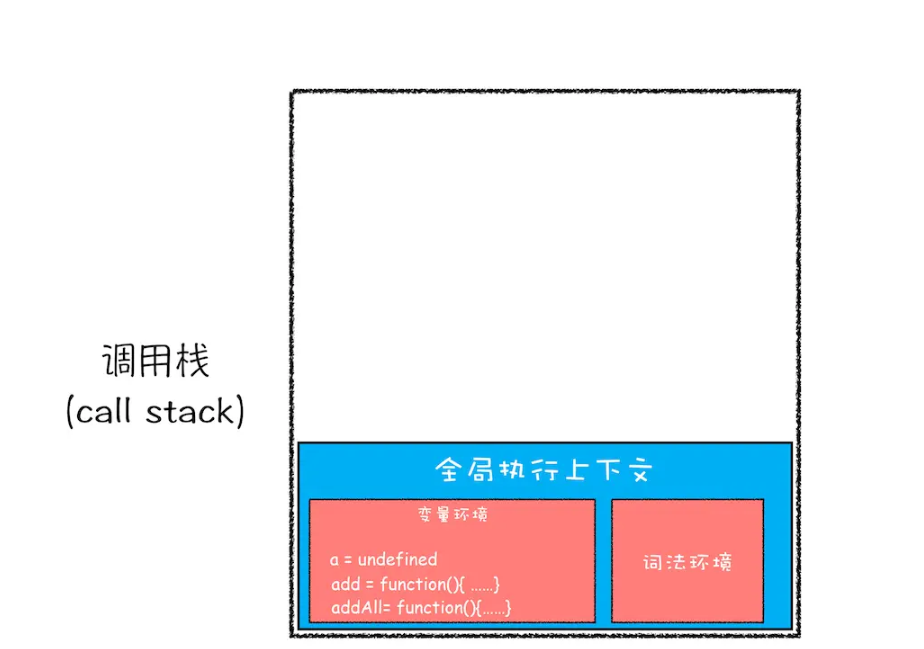 调用栈
(call stack)
全局执行上下文
变量环境
a = undefined
add = function(){ ……}
addAll= function(){……}
词法环境